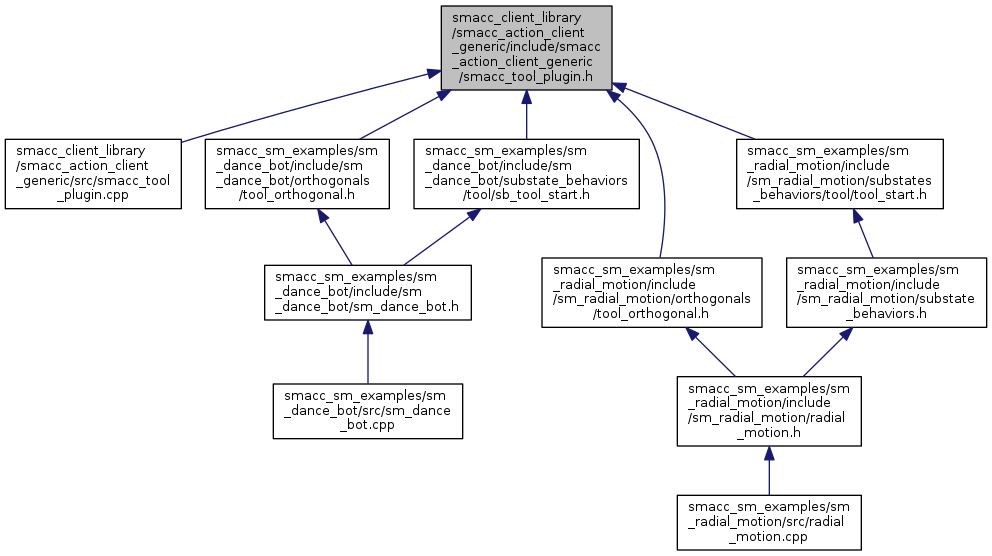 smacc_client_library
/smacc_action_client
_generic/include/smacc
_action_client_generic
/smacc_tool_plugin.h
smacc_client_library
/smacc_action_client
_generic/src/smacc_tool
_plugin.cpp
smacc_sm_examples/sm
_dance_bot/include/sm
_dance_bot/orthogonals
/tool_orthogonal.h
smacc_sm_examples/sm
_dance_bot/include/sm
_dance_bot/substate_behaviors
/tool/sb_tool_start.h
smacc_sm_examples/sm
_radial_motion/include
/sm_radial_motion/substates
_behaviors/tool/tool_start.h
smacc_sm_examples/sm
_dance_bot/include/sm
_dance_bot/sm_dance_bot.h
smacc_sm_examples/sm
_radial_motion/include
/sm_radial_motion/orthogonals
/tool_orthogonal.h
smacc_sm_examples/sm
_radial_motion/include
/sm_radial_motion/substate
_behaviors.h
smacc_sm_examples/sm
_dance_bot/src/sm_dance
_bot.cpp
smacc_sm_examples/sm
_radial_motion/include
/sm_radial_motion/radial
_motion.h
smacc_sm_examples/sm
_radial_motion/src/radial
_motion.cpp